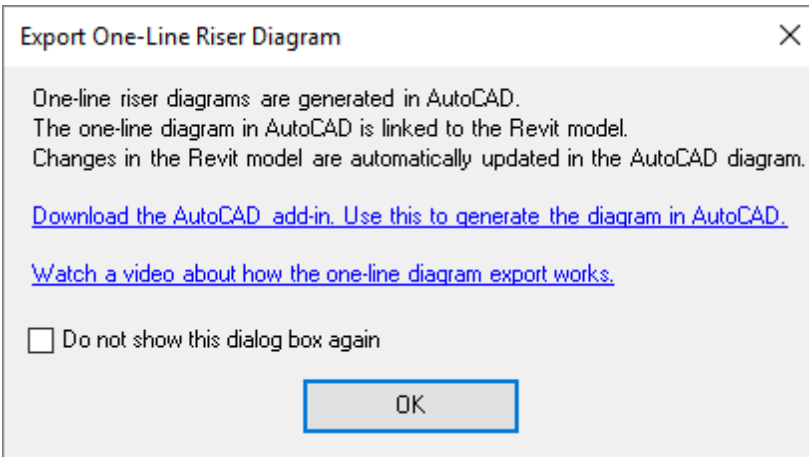 Export One-Line Riser Diagram
One-line riser diagrams are generated in AutoCAD.
The one-line diagram in AutoCAD is linked to the Revit model.
Changes in the Revit model are automatically updated in the AutoCAD diagram.
Download the AutoCAD add-in. Use this to generate the diagram in AutoCAD.
Watch a video about how the one-line diagram export works.
Do not show this dialog box again
OK